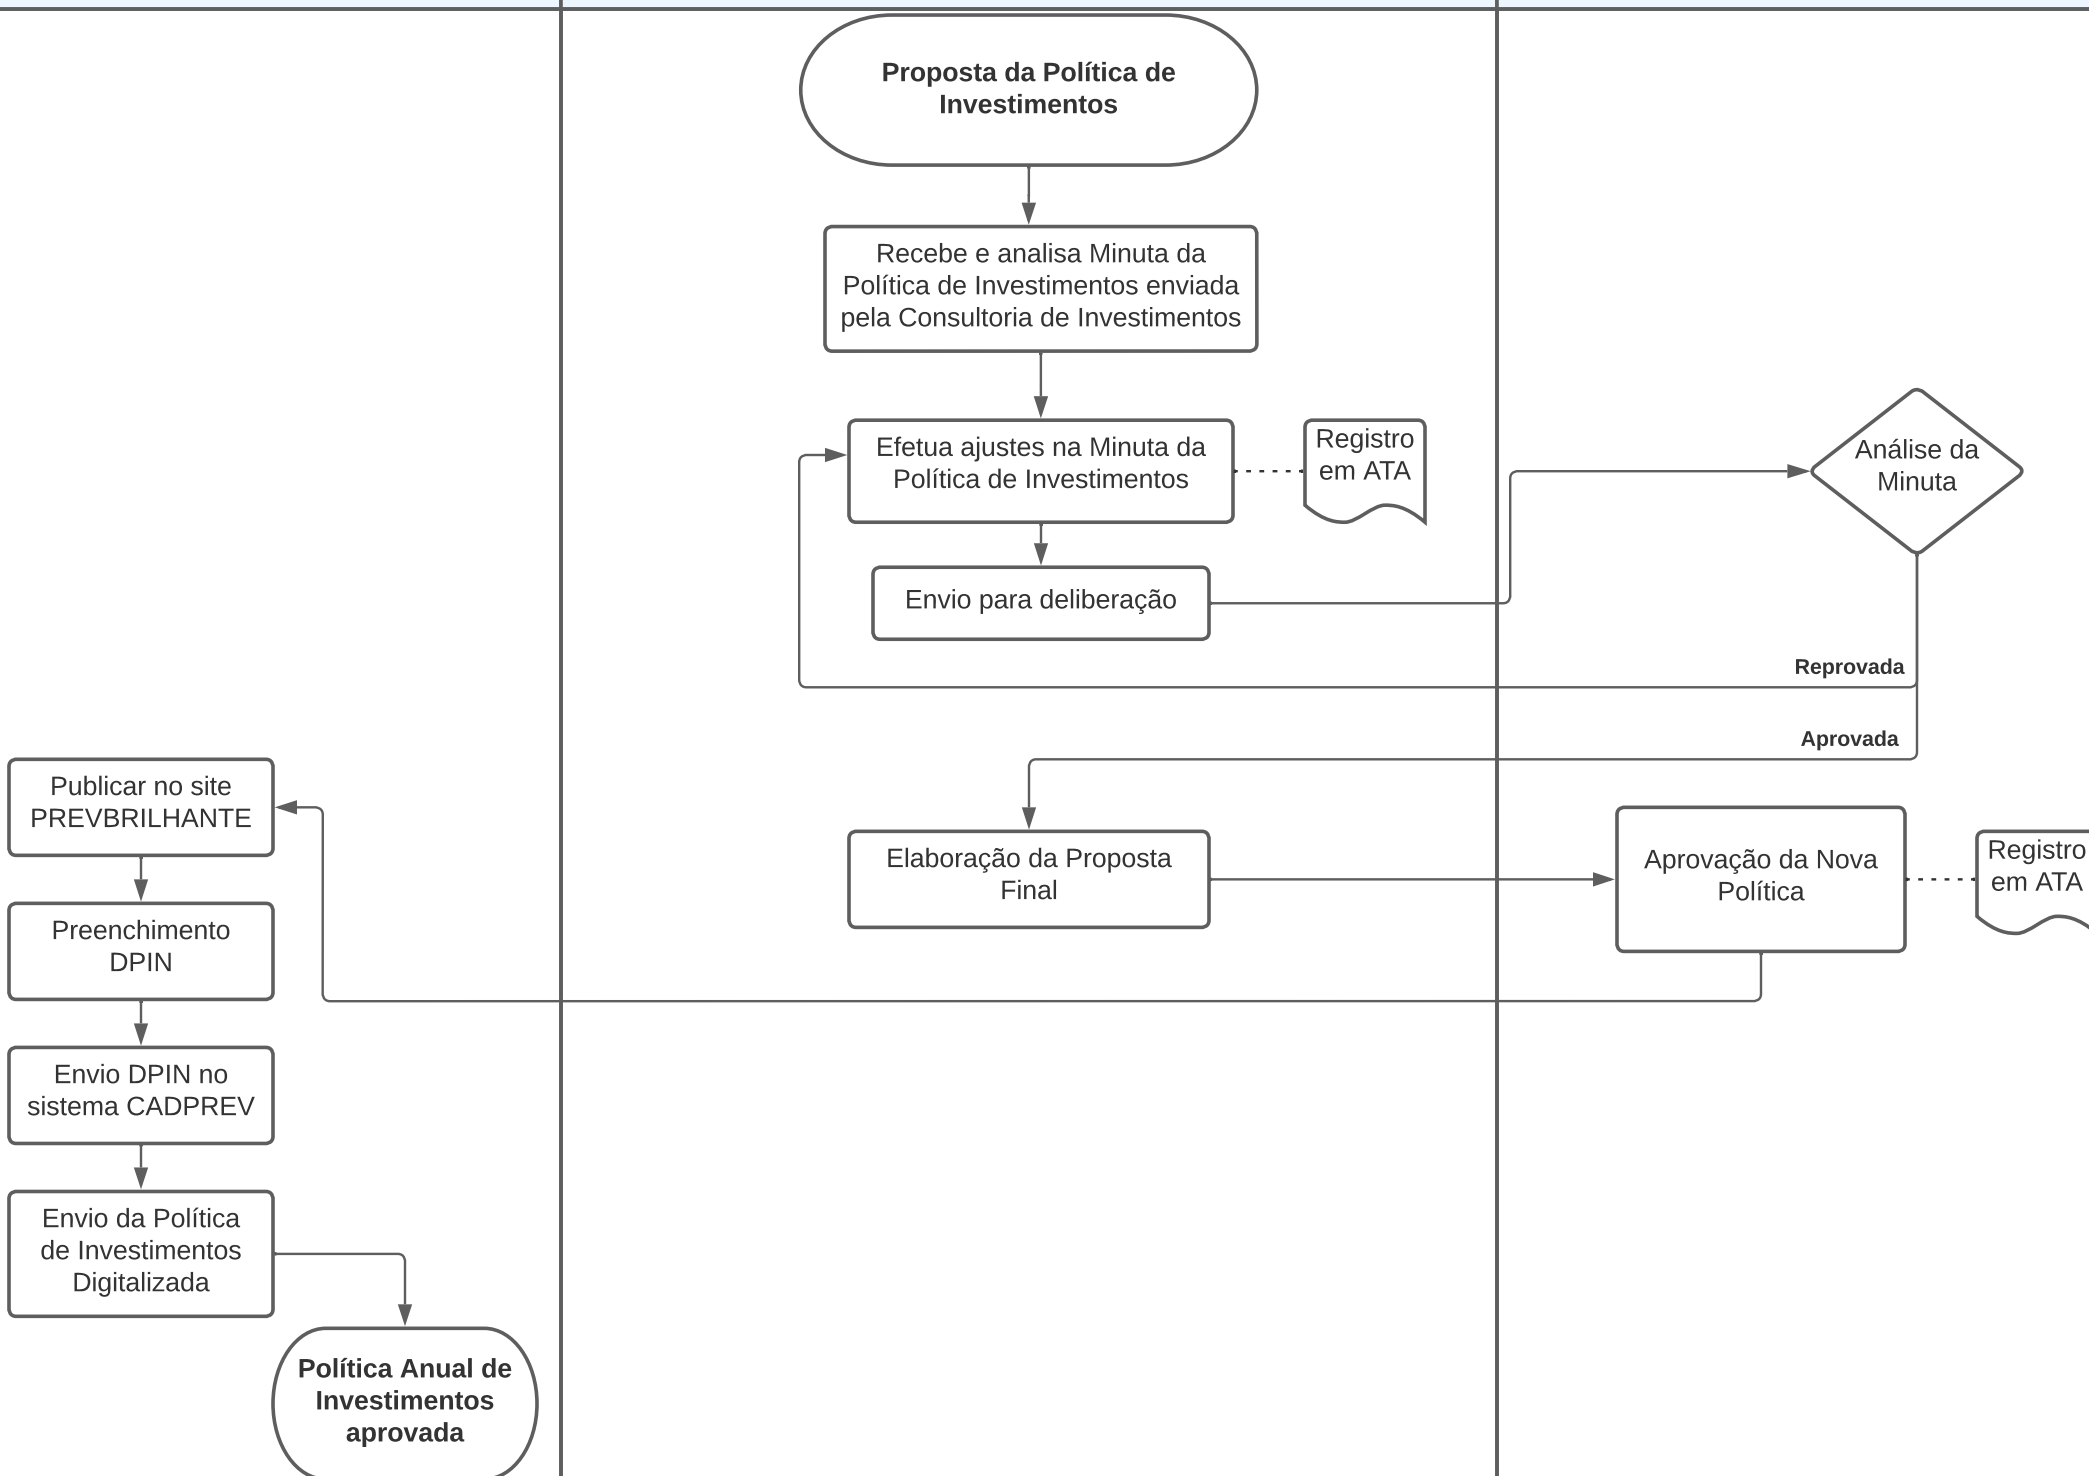 Proposta da Política de
Investimentos
Recebe e analisa Minuta da
Política de Investimentos enviada
pela Consultoria de Investimentos
Efetua ajustes na Minuta da
Política de Investimentos
Registro
em ATA
Análise da
Minuta
Envio para deliberação
Reprovada
Aprovada
Publicar no site
PREVBRILHANTE
Elaboração da Proposta
Final
Aprovação da Nova
Política
Registro
em ATA
Preenchimento
DPIN
Envio DPIN no
sistema CADPREV
Envio da Política
de Investimentos
Digitalizada
Política Anual de
Investimentos
aprovada